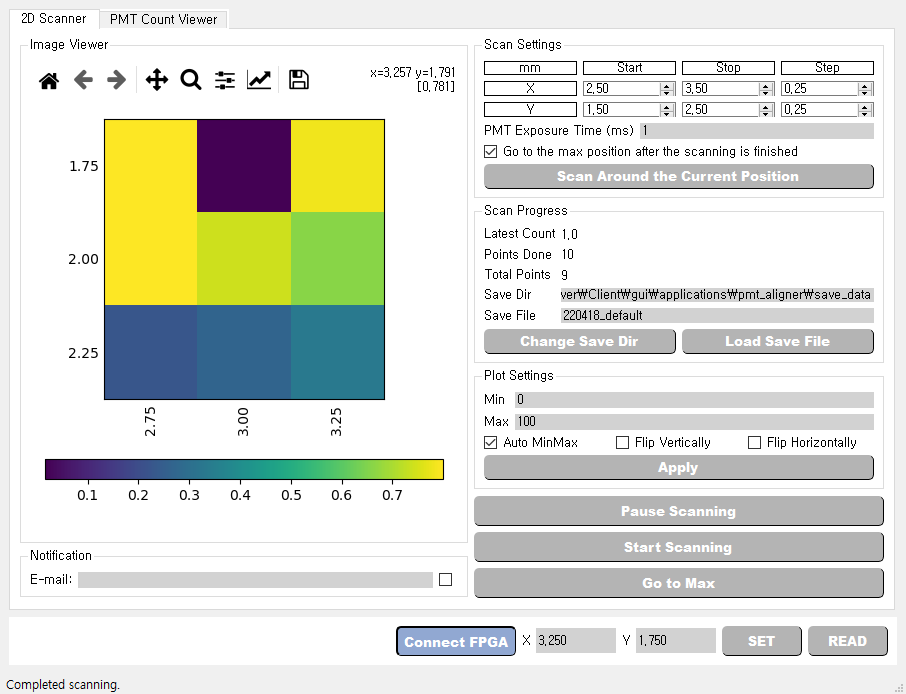 2D Scanner
PMT Count Viewer
Image Viewer
x=3,257 y=1,791
[0,781]
1.75
2.00
2.25
2.75
3.00
3.25
0.1 0.2 0.3 0.4 0.5 0.6 0.7
Notification
E-mail:
Scan Settings
mm Start Stop Step
X 2,50 3,50 0,25
Y 1,50 2,50 0,25
PMT Exposure Time (ms) 1
Go to the max position after the scanning is finished
Scan Around the Current Position
Scan Progress
Latest Count 1,0
Points Done 10
Total Points 9
Save Dir ver₩Client₩gui₩applications₩pmt_aligner₩save_data
Save File 220418_default
Change Save Dir
Load Save File
Plot Settings
Min 0
Max 100
Auto MinMax
Flip Vertically
Flip Horizontally
Apply
Pause Scanning
Start Scanning
Go to Max
Connect FPGA X 3,250 Y 1,750 SET READ
Completed scanning.